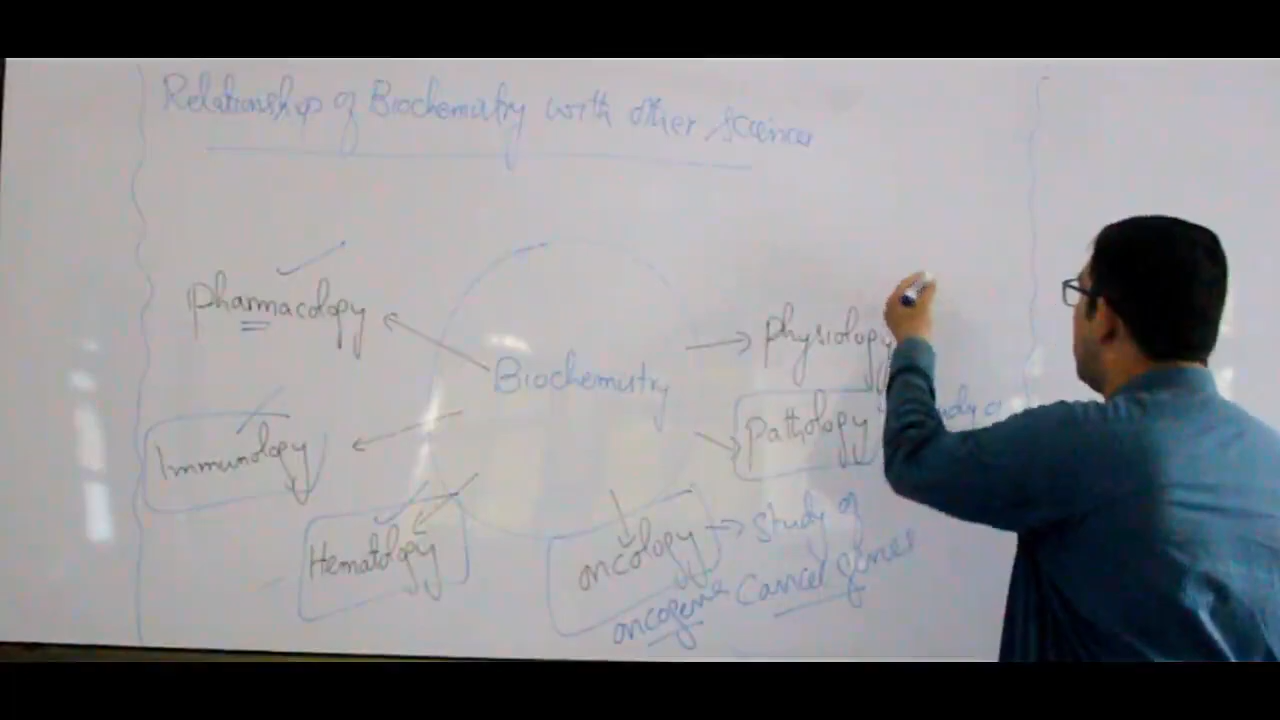 Relationship of Biochemistry with other Sciences
Pharmacology
Physiology
Biochemistry
Pathology
Immunology
Hematology
oncology
Study of
Cancer genes
oncogene